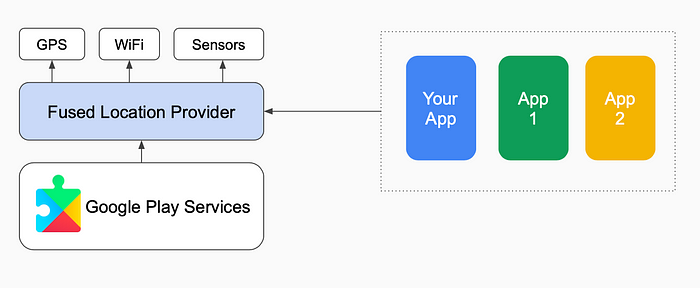 GPS
WiFi
Sensors
Fused Location Provider
Google Play Services
Your
App
App
1
App
2